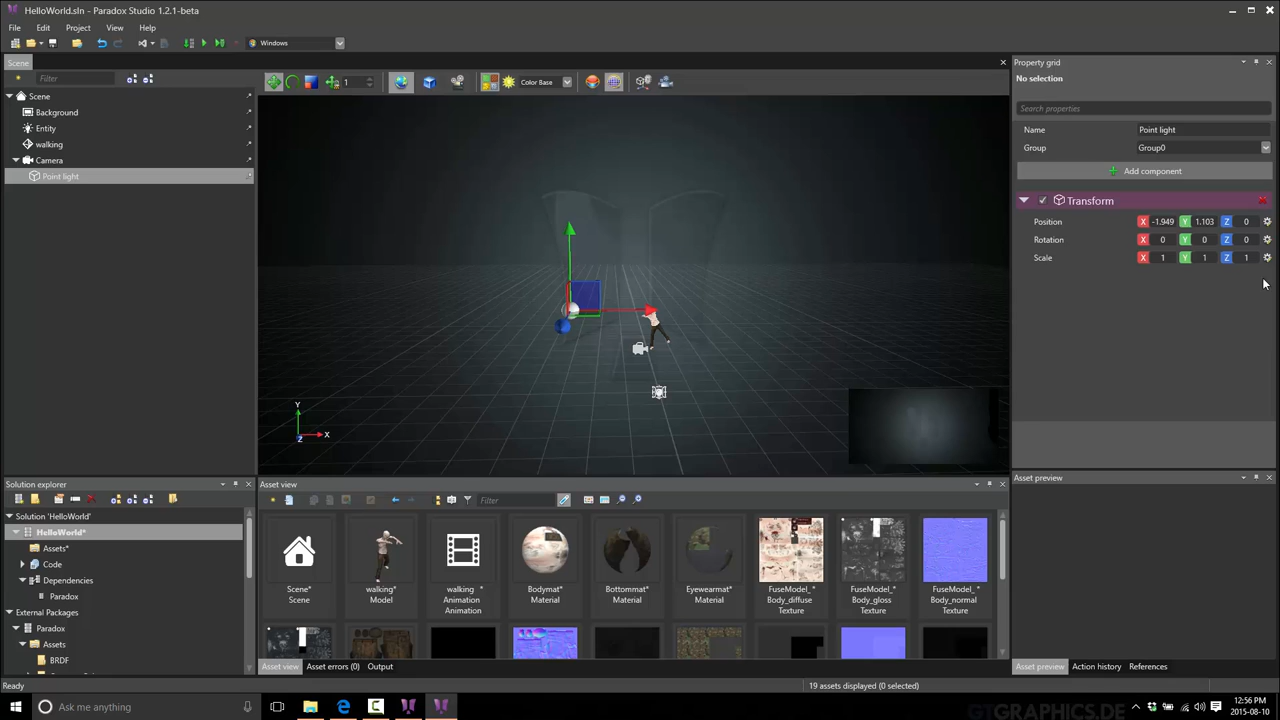 HelloWorld.sln - Paradox Studio 1.2.1-beta
File Edit Project View Help
Windows
Scene
Filter
1
Color Base
Scene
Background
Entity
walking
Camera
Point light
Y
X
Z
Property grid
No selection
Search properties
Name Point light
Group Group0
Add component
Transform
Position X -1.949 Y 1.103 Z 0
Rotation X 0 Y 0 Z 0
Scale X 1 Y 1 Z 1
Solution explorer
Solution 'HelloWorld'
HelloWorld*
Assets*
Code
Dependencies
Paradox
External Packages
Paradox
Assets
BRDF
Asset view
Filter
Scene*
Scene
walking*
Model
walking _*
Animation
Animation
Bodymat*
Material
Bottommat*
Material
Eyewearmat*
Material
FuseModel_*
Body_diffuse
Texture
FuseModel_*
Body_gloss
Texture
FuseModel_*
Body_normal
Texture
Asset view Asset errors (0) Output
Asset preview
Asset preview Action history References
Ready
19 assets displayed (0 selected)
Ask me anything
12:56 PM
2015-08-10
GTGRAPHICS.DE